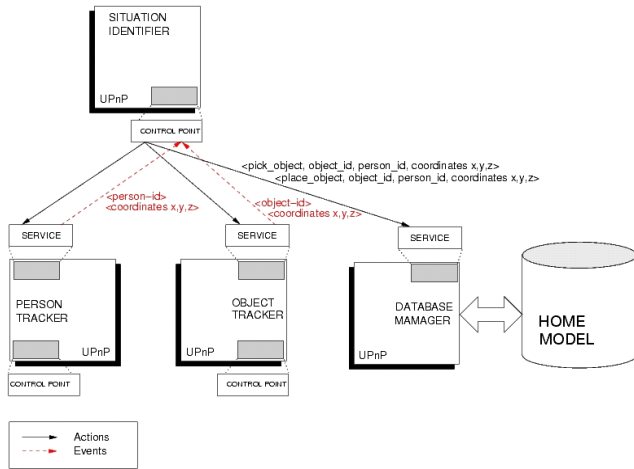 SITUATION
IDENTIFIER
UPnP
CONTROL POINT
<pick_object, object_id, person_id, coordinates x,y,z>
<place_object, object_id, person_id, coordinates x,y,z>
<person-id>
<coordinates x,y,z>
<object-id>
<coordinates x,y,z>
SERVICE
SERVICE
SERVICE
PERSON
TRACKER
UPnP
OBJECT
TRACKER
UPnP
DATABASE
MAMAGER
UPnP
HOME
MODEL
CONTROL POINT
CONTROL POINT
Actions
Events